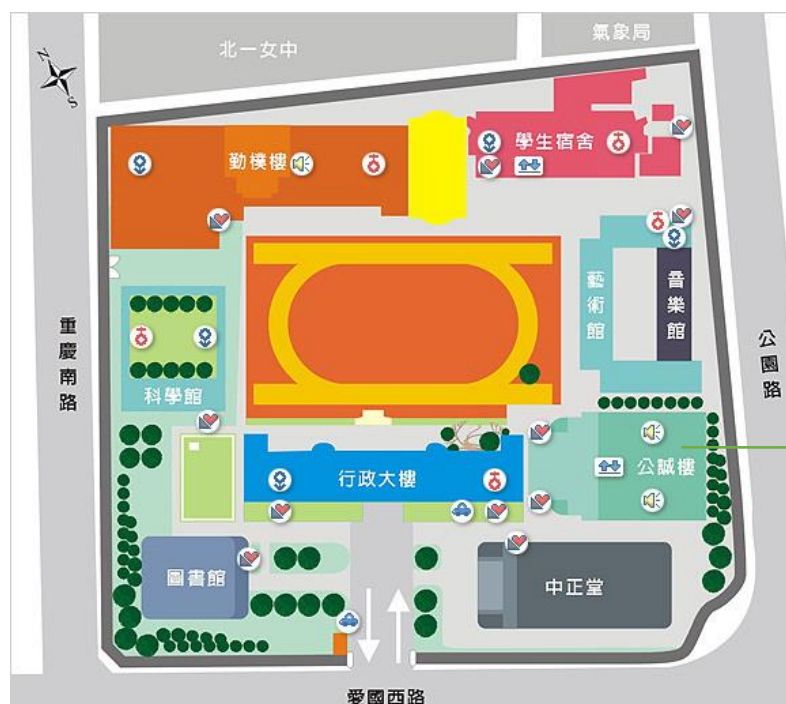 北一女中
氣象局
N
S
勤樸樓
學生宿舍
藝術館
音樂館
重慶南路
公園路
科學館
行政大樓
公誠樓
圖書館
中正堂
愛國西路